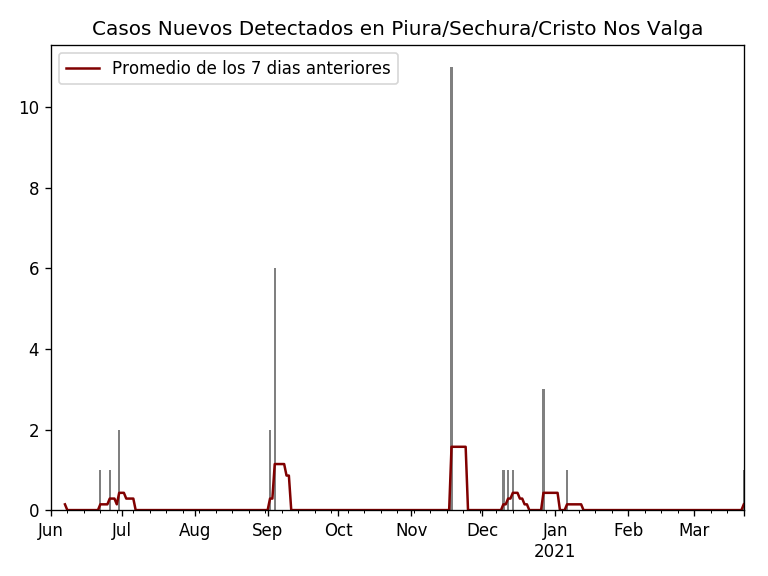 Casos Nuevos Detectados en Piura/Sechura/Cristo Nos Valga
Promedio de los 7 dias anteriores
10
8
6
4
2
0
Jun Jul Aug Sep Oct Nov Dec Jan Feb Mar
2021